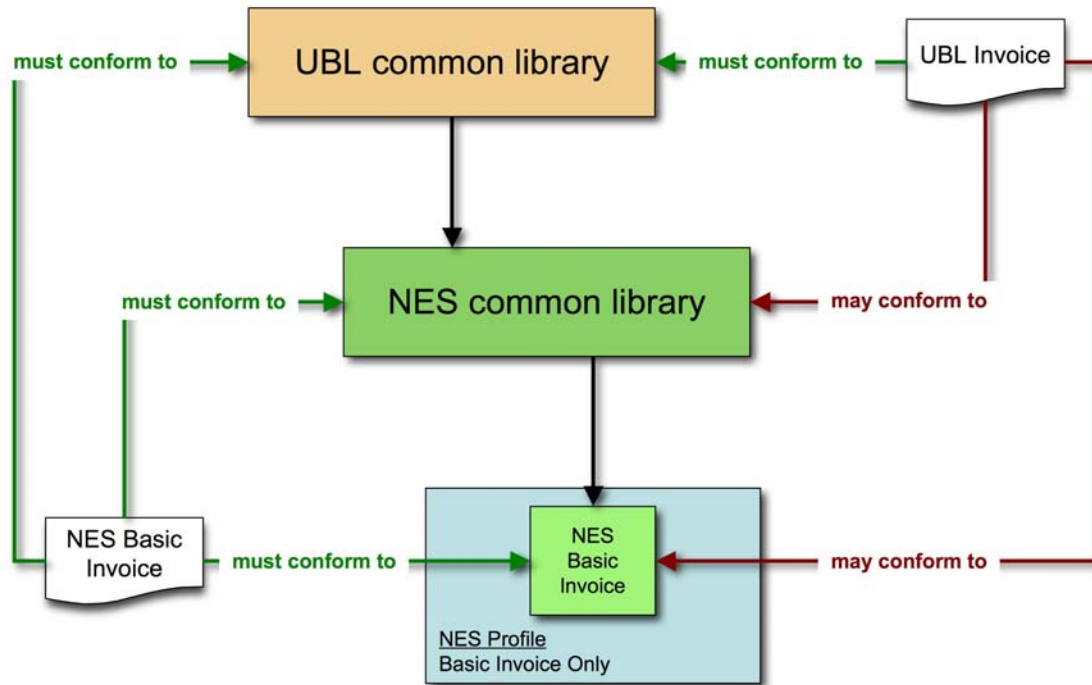 must conform to
UBL common library
must conform to
UBL Invoice
must conform to
NES common library
may conform to
NES Basic
Invoice
must conform to
NES
Basic
Invoice
may conform to
NES Profile
Basic Invoice Only